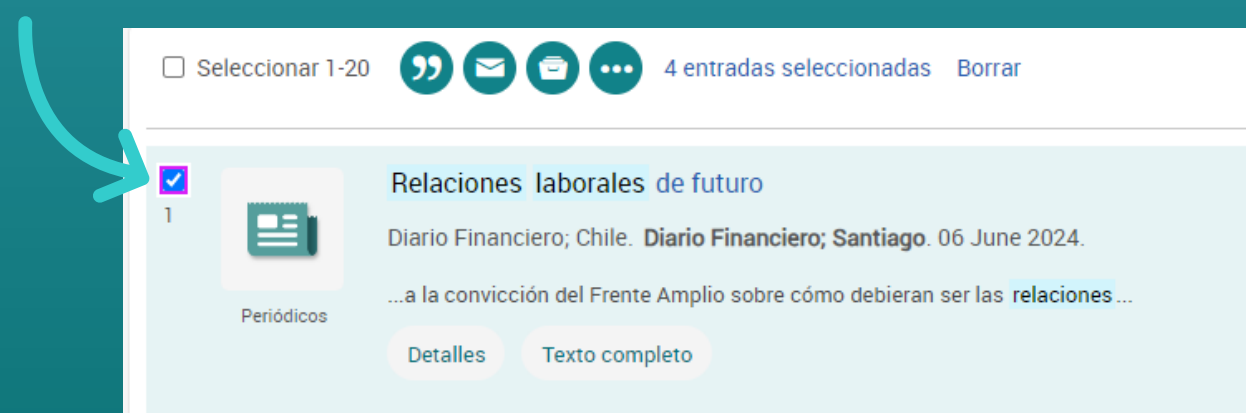 Seleccionar 1-20 4 entradas seleccionadas Borrar
Relaciones laborales de futuro
1
Diario Financiero; Chile. Diario Financiero; Santiago. 06 June 2024.
...a la convicción del Frente Amplio sobre cómo debieran ser las relaciones...
Periódicos
Detalles Texto completo